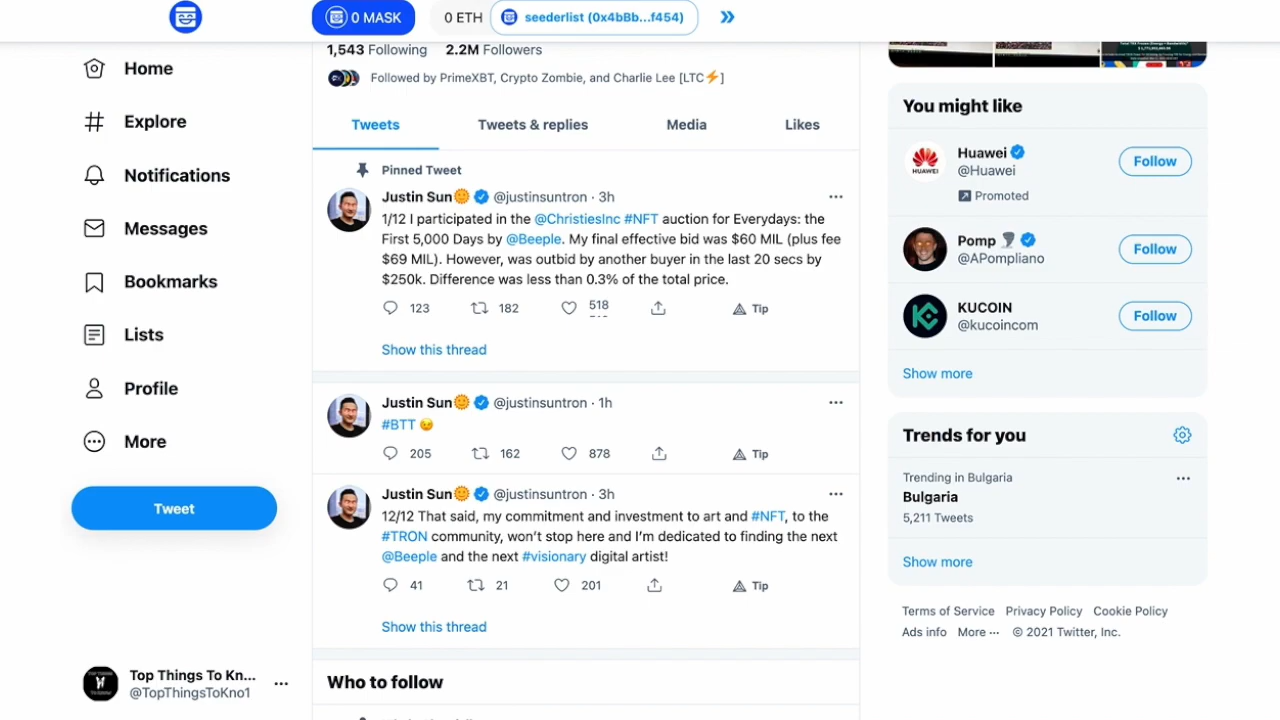 0 MASK
0 ETH
seederlist (0x4bBb...f454)
1,543 Following 2.2M Followers
Followed by PrimeXBT, Crypto Zombie, and Charlie Lee [LTC⚡]
Tweets
Tweets & replies
Media
Likes
Pinned Tweet
Justin Sun🌞 @justinsuntron · 3h
1/12 I participated in the @ChristiesInc #NFT auction for Everydays: the
First 5,000 Days by @Beeple. My final effective bid was $60 MIL (plus fee
$69 MIL). However, was outbid by another buyer in the last 20 secs by
$250k. Difference was less than 0.3% of the total price.
123 182 518 Tip
Show this thread
Justin Sun🌞 @justinsuntron · 1h
#BTT 😉
205 162 878 Tip
Justin Sun🌞 @justinsuntron · 3h
12/12 That said, my commitment and investment to art and #NFT, to the
#TRON community, won't stop here and I'm dedicated to finding the next
@Beeple and the next #visionary digital artist!
41 21 201 Tip
Show this thread
Who to follow
Home
Explore
Notifications
Messages
Bookmarks
Lists
Profile
More
Tweet
Top Things To Kn...
@TopThingsToKno1
You might like
Huawei
@Huawei
Follow
Promoted
Pomp
@APompliano
Follow
KUCOIN
@kucoincom
Follow
Show more
Trends for you
Trending in Bulgaria
Bulgaria
5,211 Tweets
Show more
Terms of Service Privacy Policy Cookie Policy
Ads info More ··· © 2021 Twitter, Inc.
HUAWEI